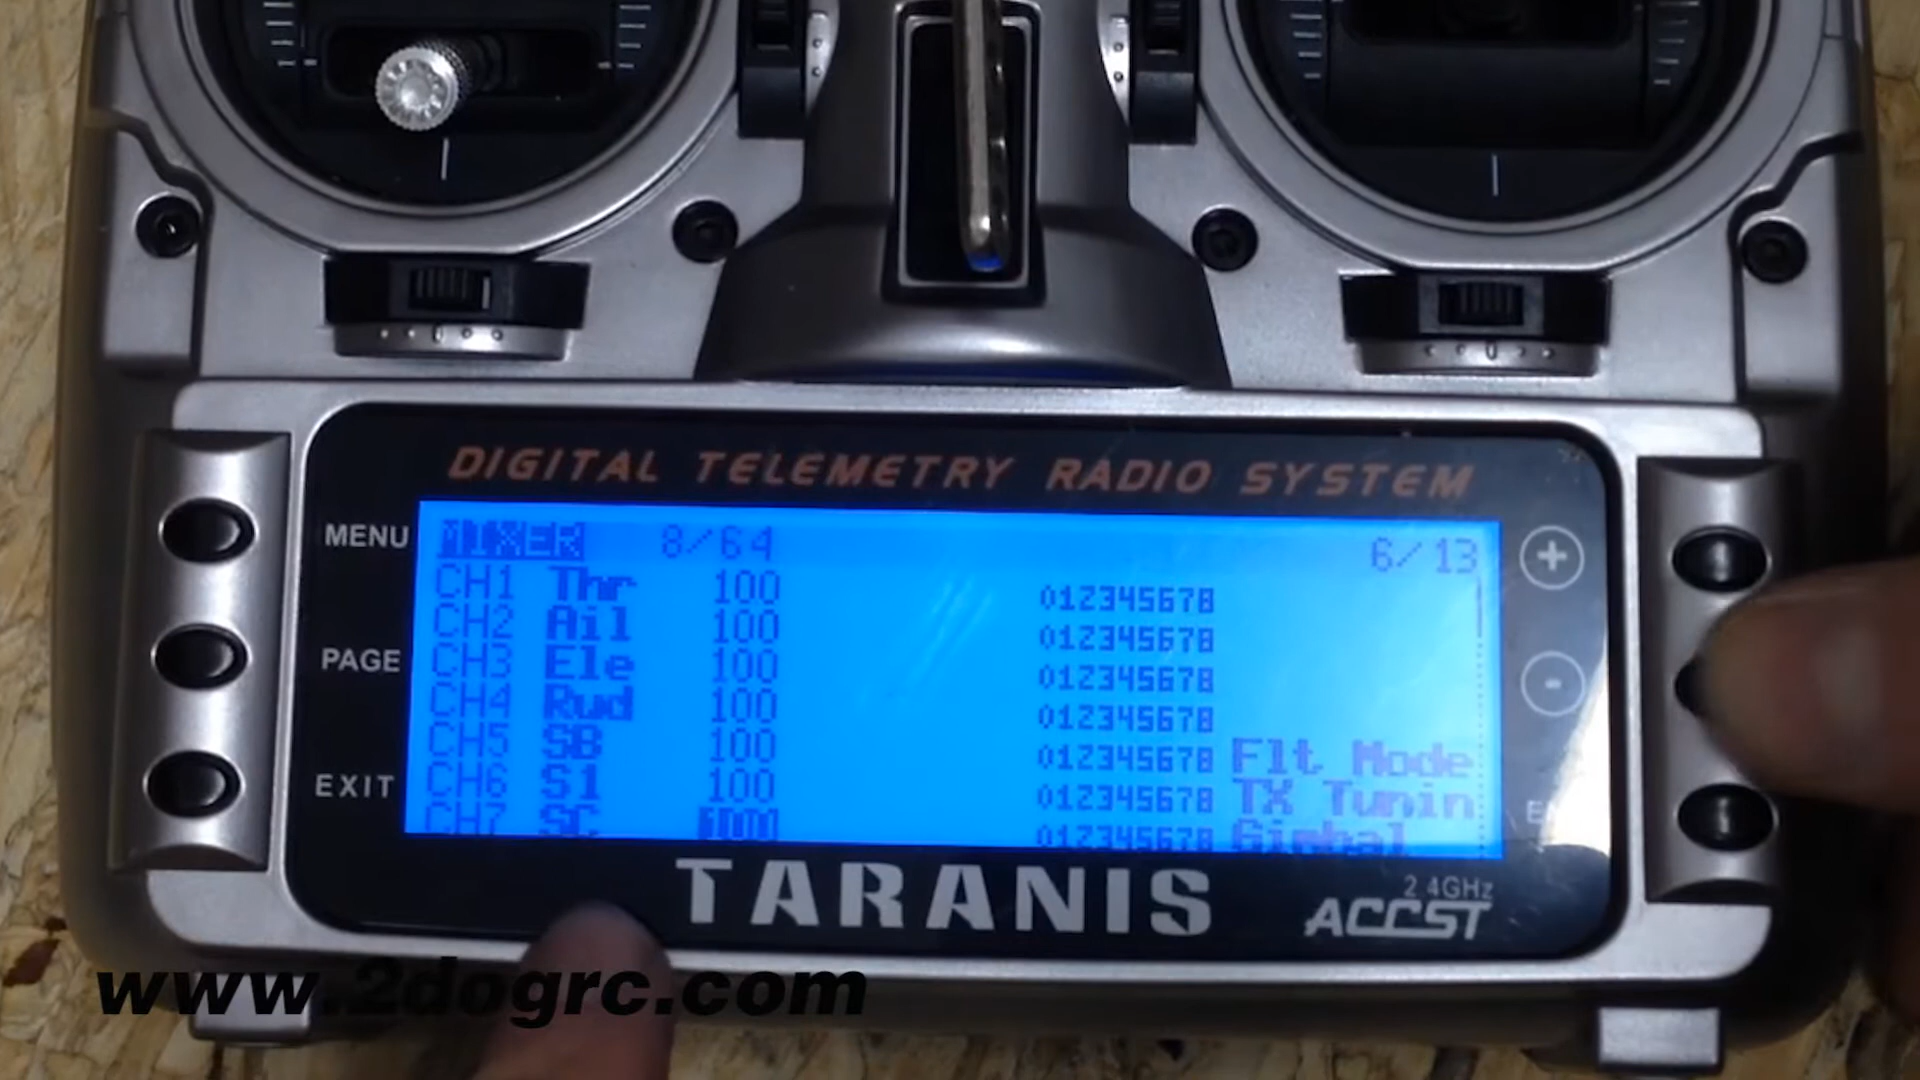 DIGITAL TELEMETRY RADIO SYSTEM
MENU
PAGE
EXIT
MIXER 8/64 6/13
CH1 Thr 100 012345678
CH2 Ail 100 012345678
CH3 Ele 100 012345678
CH4 Rud 100 012345678
CH5 SB 100 012345678 Flt Mode
CH6 S1 100 012345678 TX Tunin
CH7 SC 012345678 Gimbal
+
-
TARANIS
2.4GHz
ACCST
www.2dogrc.com